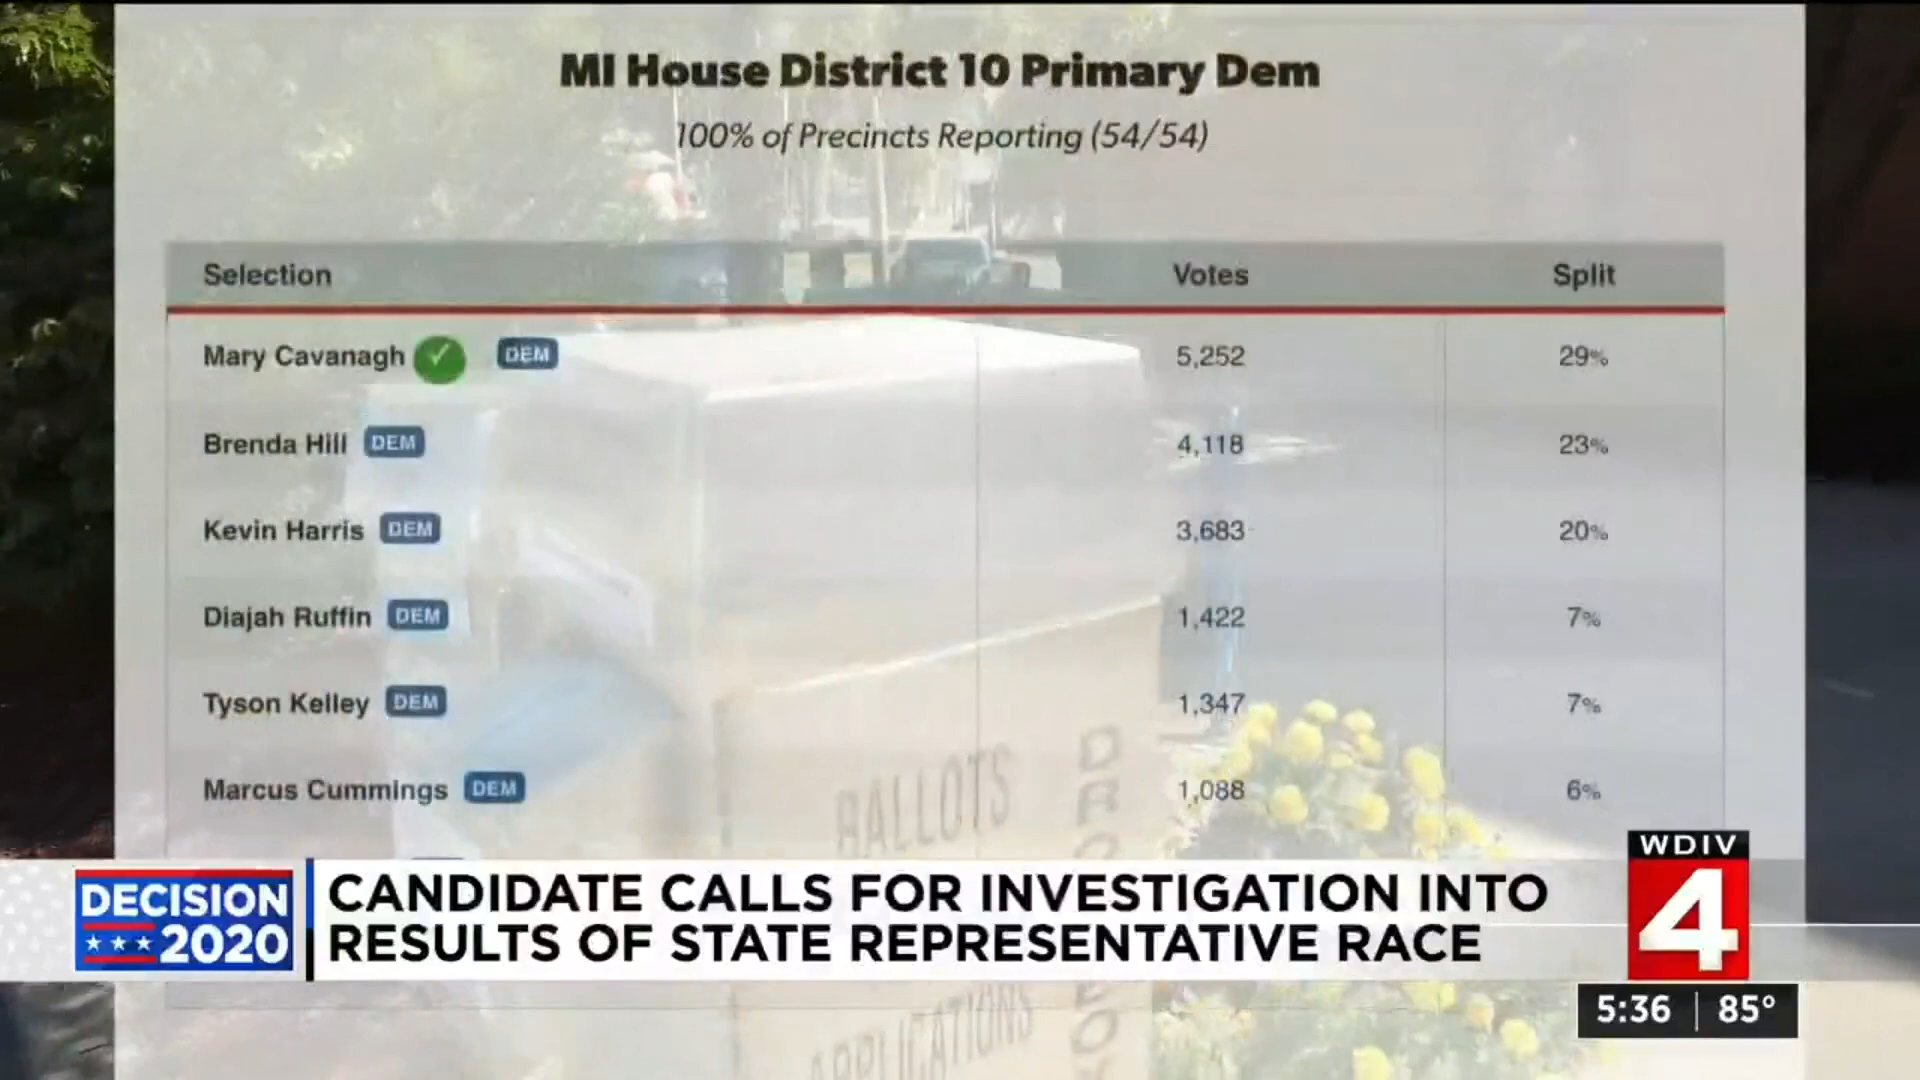 MI House District 10 Primary Dem
100% of Precincts Reporting (54/54)
Selection Votes Split
Mary Cavanagh DEM 5,252 29%
Brenda Hill DEM 4,118 23%
Kevin Harris DEM 3,683 20%
Diajah Ruffin DEM 1,422 7%
Tyson Kelley DEM 1,347 7%
Marcus Cummings DEM 1,088 6%
BALLOTS
APPLICATIONS
DECISION
2020
CANDIDATE CALLS FOR INVESTIGATION INTO
RESULTS OF STATE REPRESENTATIVE RACE
WDIV
4
5:36 85°